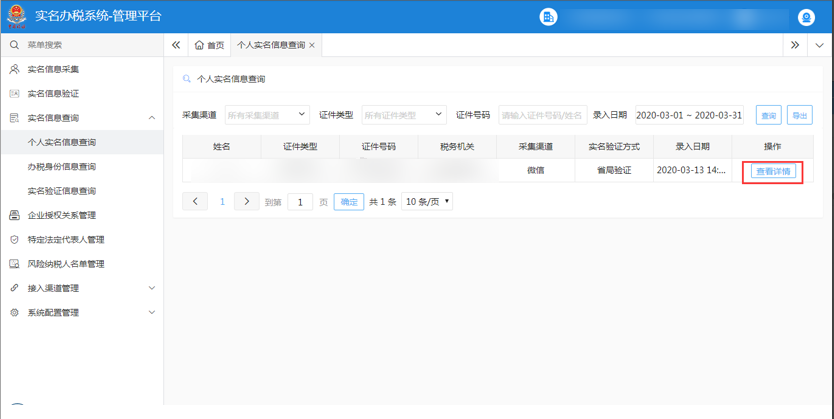 实名办税系统-管理平台
菜单搜索
首页 个人实名信息查询
实名信息采集
实名信息验证
实名信息查询
个人实名信息查询
办税身份信息查询
实名验证信息查询
企业授权关系管理
特定法定代表人管理
风险纳税人名单管理
接入渠道管理
系统配置管理
个人实名信息查询
采集渠道 所有采集渠道 证件类型 所有证件类型 证件号码 请输入证件号码/姓名 录入日期 2020-03-01 ~ 2020-03-31 查询 导出
姓名 证件类型 证件号码 税务机关 采集渠道 实名验证方式 录入日期 操作
微信 省局验证 2020-03-13 14:... 查看详情
1 到第 1 页 确定 共 1 条 10 条/页